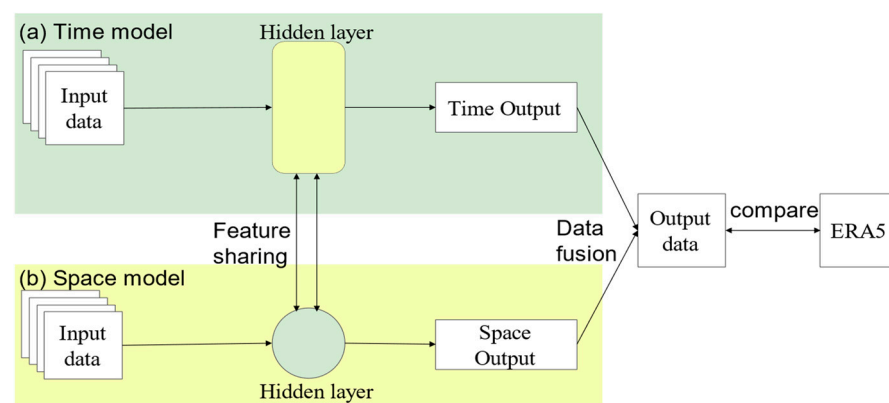 (a) Time model
Hidden layer
Input
data
Time Output
Feature
sharing
Data
fusion
Output
data
compare
ERA5
(b) Space model
Input
data
Space
Output
Hidden layer